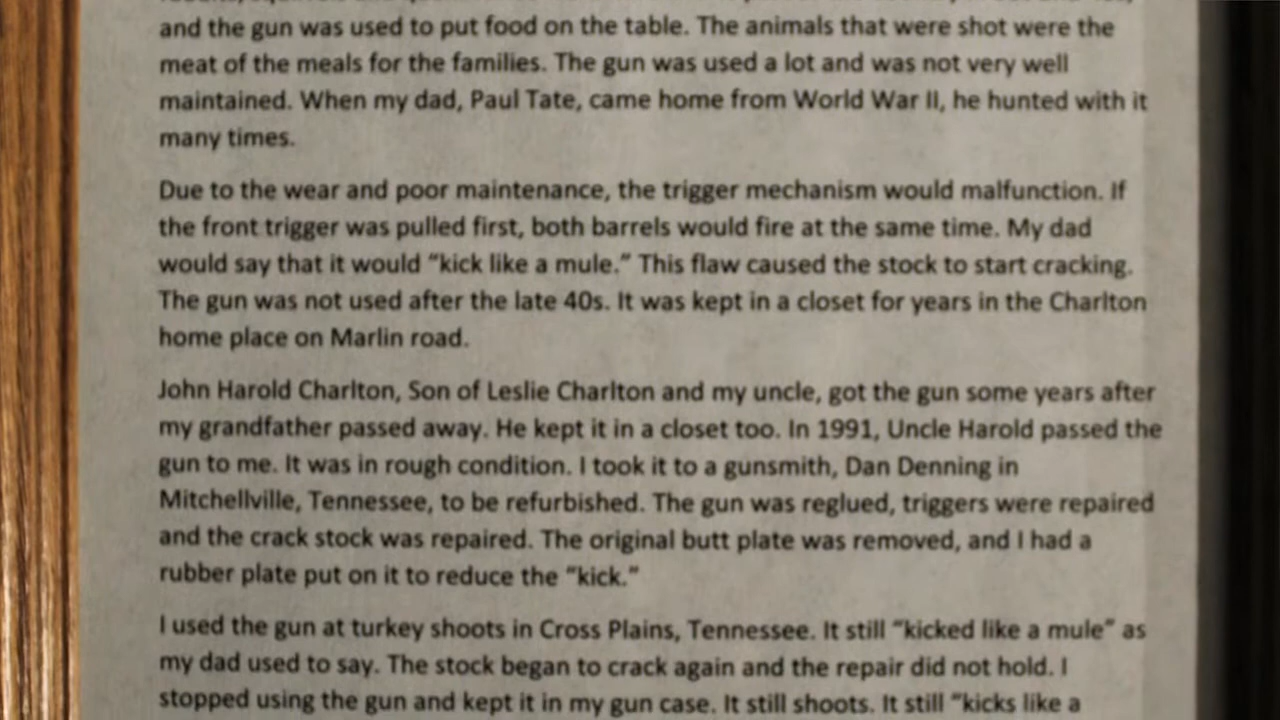 and the gun was used to put food on the table. The animals that were shot were the
meat of the meals for the families. The gun was used a lot and was not very well
maintained. When my dad, Paul Tate, came home from World War II, he hunted with it
many times.
Due to the wear and poor maintenance, the trigger mechanism would malfunction. If
the front trigger was pulled first, both barrels would fire at the same time. My dad
would say that it would “kick like a mule.” This flaw caused the stock to start cracking.
The gun was not used after the late 40s. It was kept in a closet for years in the Charlton
home place on Marlin road.
John Harold Charlton, Son of Leslie Charlton and my uncle, got the gun some years after
my grandfather passed away. He kept it in a closet too. In 1991, Uncle Harold passed the
gun to me. It was in rough condition. I took it to a gunsmith, Dan Denning in
Mitchellville, Tennessee, to be refurbished. The gun was reglued, triggers were repaired
and the crack stock was repaired. The original butt plate was removed, and I had a
rubber plate put on it to reduce the “kick.”
I used the gun at turkey shoots in Cross Plains, Tennessee. It still “kicked like a mule” as
my dad used to say. The stock began to crack again and the repair did not hold. I
stopped using the gun and kept it in my gun case. It still shoots. It still “kicks like a